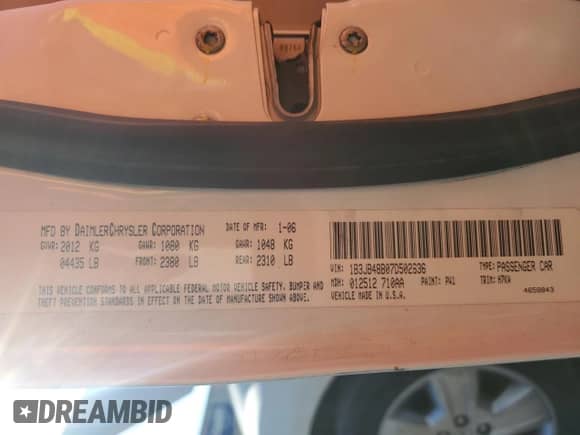 MFD BY DAIMLERCHRYSLER CORPORATION DATE OF MFR: 1-06
GVWR: 2012 KG GAWR: 1080 KG GAWR: 1048 KG
04435 LB FRONT: 2380 LB REAR: 2310 LB
THIS VEHICLE CONFORMS TO ALL APPLICABLE FEDERAL MOTOR VEHICLE SAFETY, BUMPER AND
THEFT PREVENTION STANDARDS IN EFFECT ON THE DATE OF MANUFACTURE SHOWN ABOVE.
VIN: 1B3JB48B07D502636 TYPE: PASSENGER CAR
MDH: 012512 710AA PAINT: PW1 TRIM: M7KA
VEHICLE MADE IN U.S.A. 4658043
DREAMBID